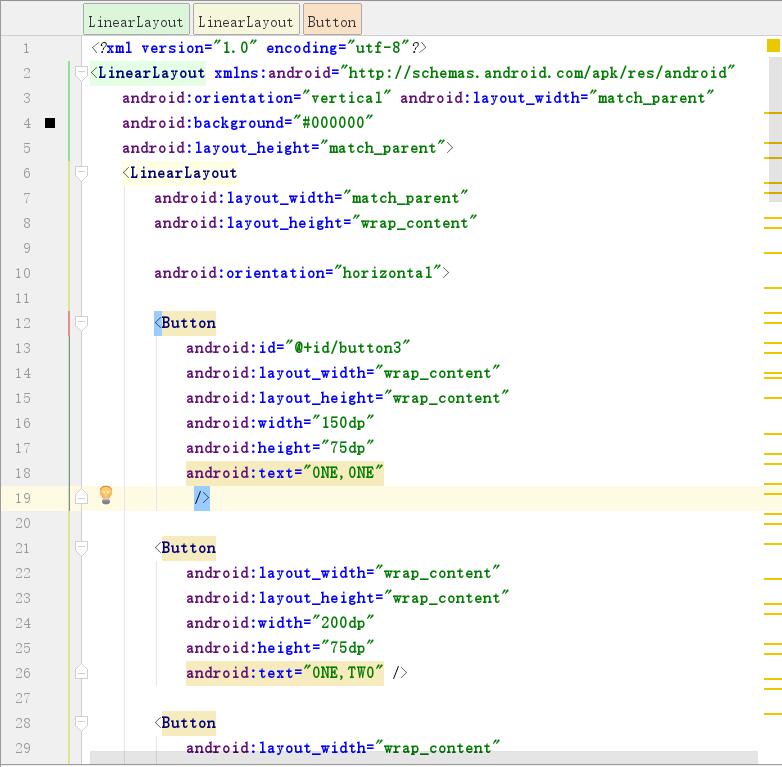 LinearLayout LinearLayout Button
1 <?xml version="1.0" encoding="utf-8"?>
2 <LinearLayout xmlns:android="http://schemas.android.com/apk/res/android"
3 android:orientation="vertical" android:layout_width="match_parent"
4 android:background="#000000"
5 android:layout_height="match_parent">
6 <LinearLayout
7 android:layout_width="match_parent"
8 android:layout_height="wrap_content"
9
10 android:orientation="horizontal">
11
12 <Button
13 android:id="@+id/button3"
14 android:layout_width="wrap_content"
15 android:layout_height="wrap_content"
16 android:width="150dp"
17 android:height="75dp"
18 android:text="ONE,ONE"
19 />
20
21 <Button
22 android:layout_width="wrap_content"
23 android:layout_height="wrap_content"
24 android:width="200dp"
25 android:height="75dp"
26 android:text="ONE,TWO" />
27
28 <Button
29 android:layout_width="wrap_content"